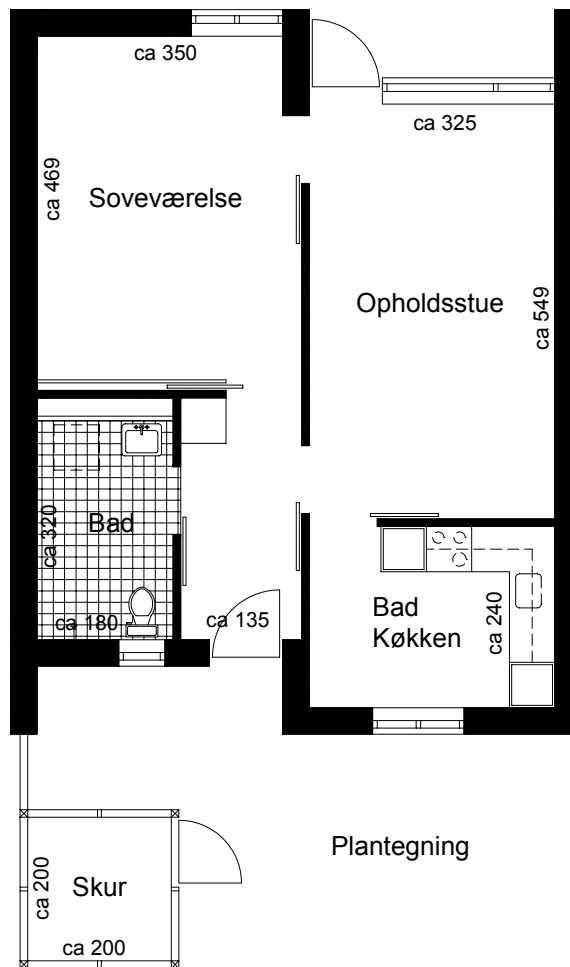 ca 350
ca 325
ca 469
Soveværelse
Opholdsstue
ca 549
Bad
ca 320
ca 180
ca 135
Bad
Køkken
ca 240
Plantegning
Skur
ca 200
ca 200